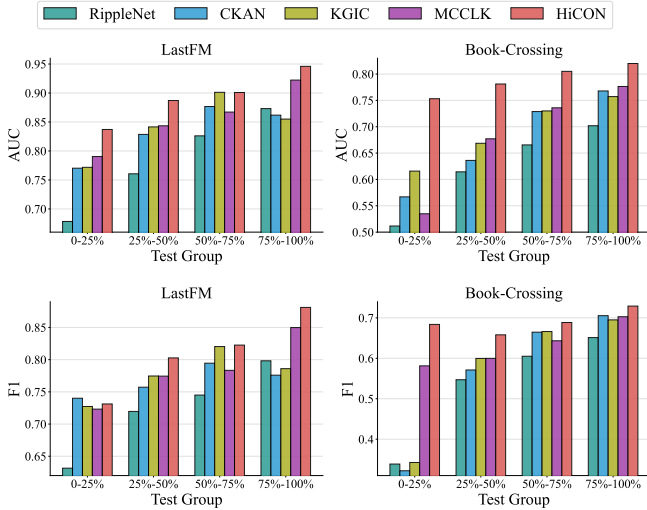 RippleNet CKAN KGIC MCCLK HiCON
LastFM
AUC
0.95
0.90
0.85
0.80
0.75
0.70
0-25% 25%-50% 50%-75% 75%-100%
Test Group
Book-Crossing
AUC
0.80
0.75
0.70
0.65
0.60
0.55
0.50
0-25% 25%-50% 50%-75% 75%-100%
Test Group
LastFM
F1
0.85
0.80
0.75
0.70
0.65
0-25% 25%-50% 50%-75% 75%-100%
Test Group
Book-Crossing
F1
0.7
0.6
0.5
0.4
0-25% 25%-50% 50%-75% 75%-100%
Test Group